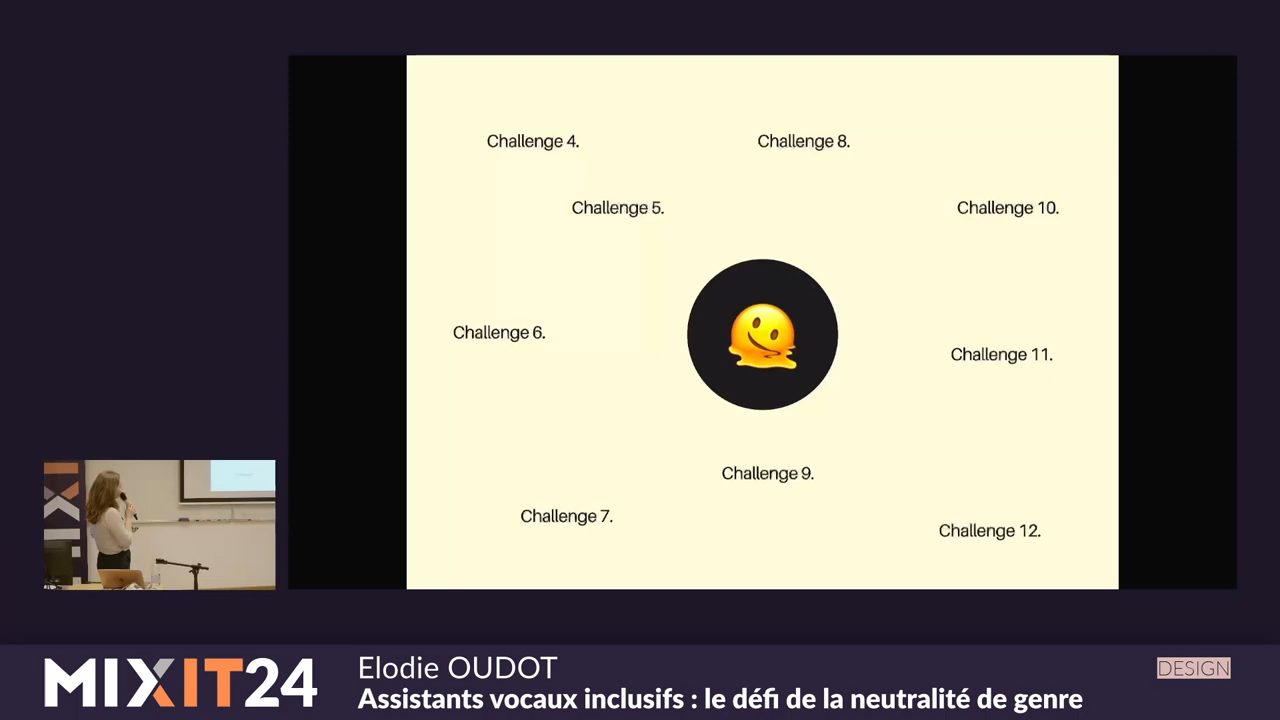 Challenge 4.
Challenge 8.
Challenge 5.
Challenge 10.
Challenge 6.
Challenge 11.
Challenge 9.
Challenge 7.
Challenge 12.
MIXIT24
Elodie OUDOT
DESIGN
Assistants vocaux inclusifs : le défi de la neutralité de genre